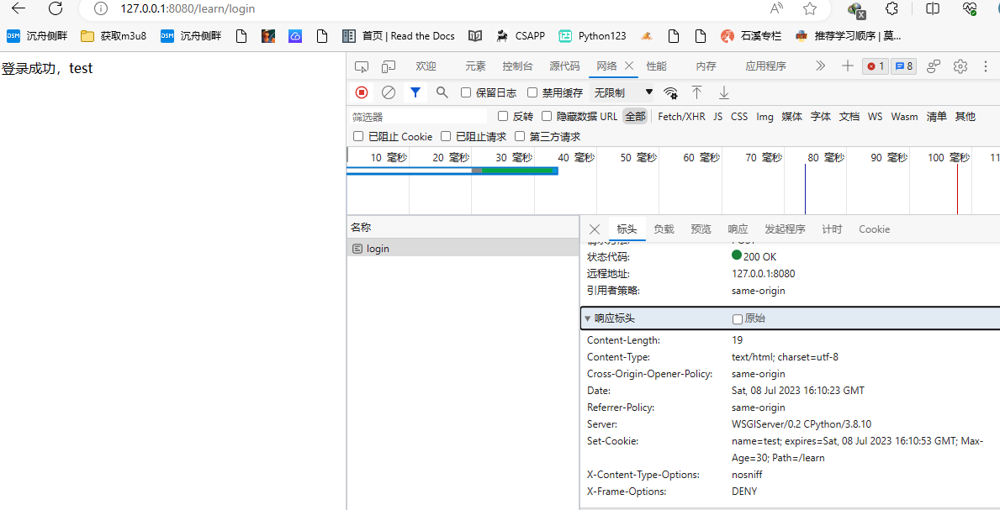 127.0.0.1:8080/learn/login
沉舟侧畔 获取m3u8 沉舟侧畔 首页 | Read the Docs CSAPP Python123 石溪专栏 推荐学习顺序 | 莫...
登录成功，test
欢迎 元素 控制台 源代码 网络 性能 内存 应用程序 1 8
保留日志 禁用缓存 无限制
筛选器 反转 隐藏数据 URL 全部 Fetch/XHR JS CSS Img 媒体 字体 文档 WS Wasm 清单 其他
已阻止 Cookie 已阻止请求 第三方请求
10 毫秒 20 毫秒 30 毫秒 40 毫秒 50 毫秒 60 毫秒 70 毫秒 80 毫秒 90 毫秒 100 毫秒 11
名称
login
标头 负载 预览 响应 发起程序 计时 Cookie
请求方法: POST
状态代码: 200 OK
远程地址: 127.0.0.1:8080
引用者策略: same-origin
响应标头 原始
Content-Length: 19
Content-Type: text/html; charset=utf-8
Cross-Origin-Opener-Policy: same-origin
Date: Sat, 08 Jul 2023 16:10:23 GMT
Referrer-Policy: same-origin
Server: WSGIServer/0.2 CPython/3.8.10
Set-Cookie: name=test; expires=Sat, 08 Jul 2023 16:10:53 GMT; Max-
Age=30; Path=/learn
X-Content-Type-Options: nosniff
X-Frame-Options: DENY